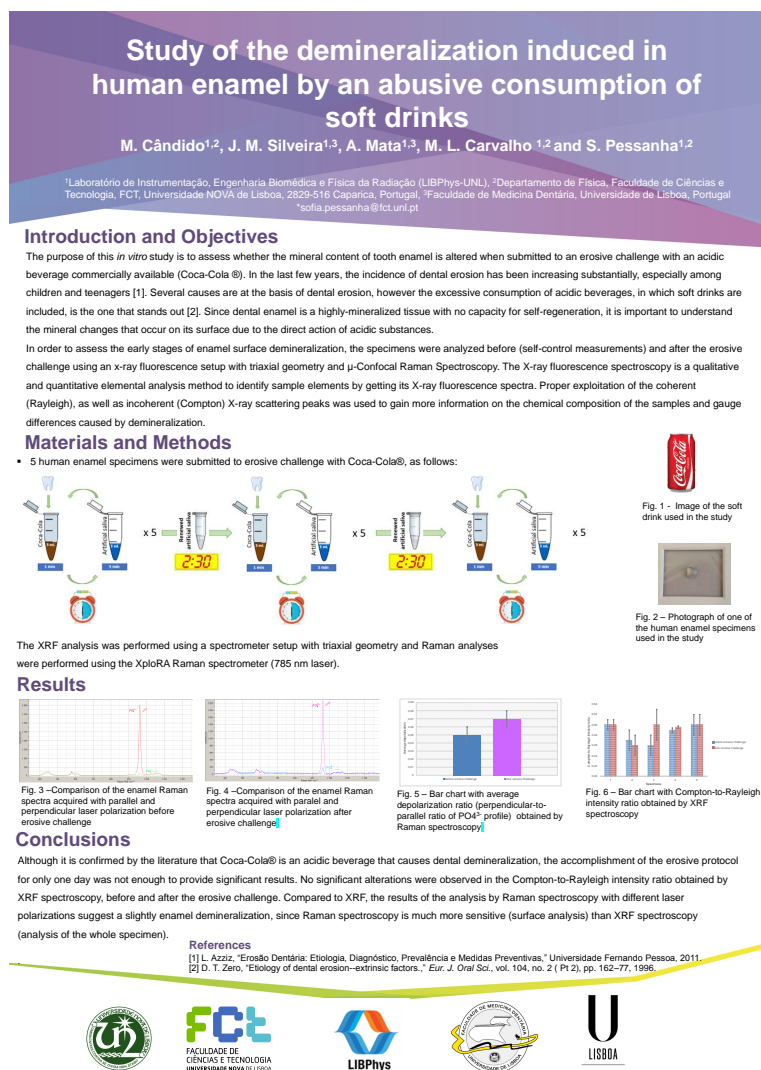 Study of the demineralization induced in
human enamel by an abusive consumption of
soft drinks
M. Cândido1,2, J. M. Silveira1,3, A. Mata1,3, M. L. Carvalho 1,2 and S. Pessanha1,2
1Laboratório de Instrumentação, Engenharia Biomédica e Física da Radiação (LIBPhys-UNL), 2Departamento de Física, Faculdade de Ciências e
Tecnologia, FCT, Universidade NOVA de Lisboa, 2829-516 Caparica, Portugal, 3Faculdade de Medicina Dentária, Universidade de Lisboa, Portugal
*sofia.pessanha@fct.unl.pt
Introduction and Objectives
The purpose of this in vitro study is to assess whether the mineral content of tooth enamel is altered when submitted to an erosive challenge with an acidic
beverage commercially available (Coca-Cola ®). In the last few years, the incidence of dental erosion has been increasing substantially, especially among
children and teenagers [1]. Several causes are at the basis of dental erosion, however the excessive consumption of acidic beverages, in which soft drinks are
included, is the one that stands out [2]. Since dental enamel is a highly-mineralized tissue with no capacity for self-regeneration, it is important to understand
the mineral changes that occur on its surface due to the direct action of acidic substances.
In order to assess the early stages of enamel surface demineralization, the specimens were analyzed before (self-control measurements) and after the erosive
challenge using an x-ray fluorescence setup with triaxial geometry and µ-Confocal Raman Spectroscopy. The X-ray fluorescence spectroscopy is a qualitative
and quantitative elemental analysis method to identify sample elements by getting its X-ray fluorescence spectra. Proper exploitation of the coherent
(Rayleigh), as well as incoherent (Compton) X-ray scattering peaks was used to gain more information on the chemical composition of the samples and gauge
differences caused by demineralization.
Materials and Methods
▪ 5 human enamel specimens were submitted to erosive challenge with Coca-Cola®, as follows:
Coca-Cola
Artificial saliva
x 5
Renewed artificial saliva
2:30
Coca-Cola
Artificial saliva
x 5
Renewed artificial saliva
2:30
Coca-Cola
Artificial saliva
x 5
1 min
5 min
Coca-Cola
Fig. 1 - Image of the soft
drink used in the study
Fig. 2 – Photograph of one of
the human enamel specimens
used in the study
The XRF analysis was performed using a spectrometer setup with triaxial geometry and Raman analyses
were performed using the XploRA Raman spectrometer (785 nm laser).
Results
Fig. 3 –Comparison of the enamel Raman
spectra acquired with parallel and
perpendicular laser polarization before
erosive challenge
Fig. 4 –Comparison of the enamel Raman
spectra acquired with paralel and
perpendicular laser polarization after
erosive challenge
Fig. 5 – Bar chart with average
depolarization ratio (perpendicular-to-
parallel ratio of PO4³- profile) obtained by
Raman spectroscopy
Fig. 6 – Bar chart with Compton-to-Rayleigh
intensity ratio obtained by XRF
spectroscopy
Conclusions
Although it is confirmed by the literature that Coca-Cola® is an acidic beverage that causes dental demineralization, the accomplishment of the erosive protocol
for only one day was not enough to provide significant results. No significant alterations were observed in the Compton-to-Rayleigh intensity ratio obtained by
XRF spectroscopy, before and after the erosive challenge. Compared to XRF, the results of the analysis by Raman spectroscopy with different laser
polarizations suggest a slightly enamel demineralization, since Raman spectroscopy is much more sensitive (surface analysis) than XRF spectroscopy
(analysis of the whole specimen).
References
[1] L. Azziz, “Erosão Dentária: Etiologia, Diagnóstico, Prevalência e Medidas Preventivas,” Universidade Fernando Pessoa, 2011.
[2] D. T. Zero, “Etiology of dental erosion--extrinsic factors.,” Eur. J. Oral Sci., vol. 104, no. 2 ( Pt 2), pp. 162–77, 1996.
FCT
FACULDADE DE
CIÊNCIAS E TECNOLOGIA
UNIVERSIDADE NOVA DE LISBOA
LIBPhys
FACULDADE DE MEDICINA DENTÁRIA
UNIVERSIDADE DE LISBOA
U
LISBOA